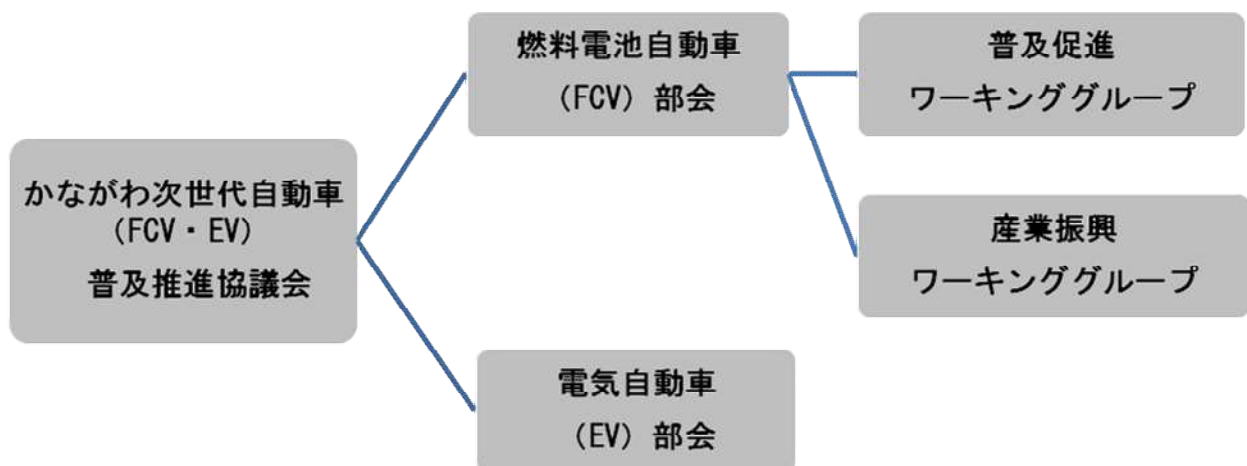 かながわ次世代自動車
(FCV・EV)
普及推進協議会
燃料電池自動車
(FCV) 部会
普及促進
ワーキンググループ
産業振興
ワーキンググループ
電気自動車
(EV) 部会